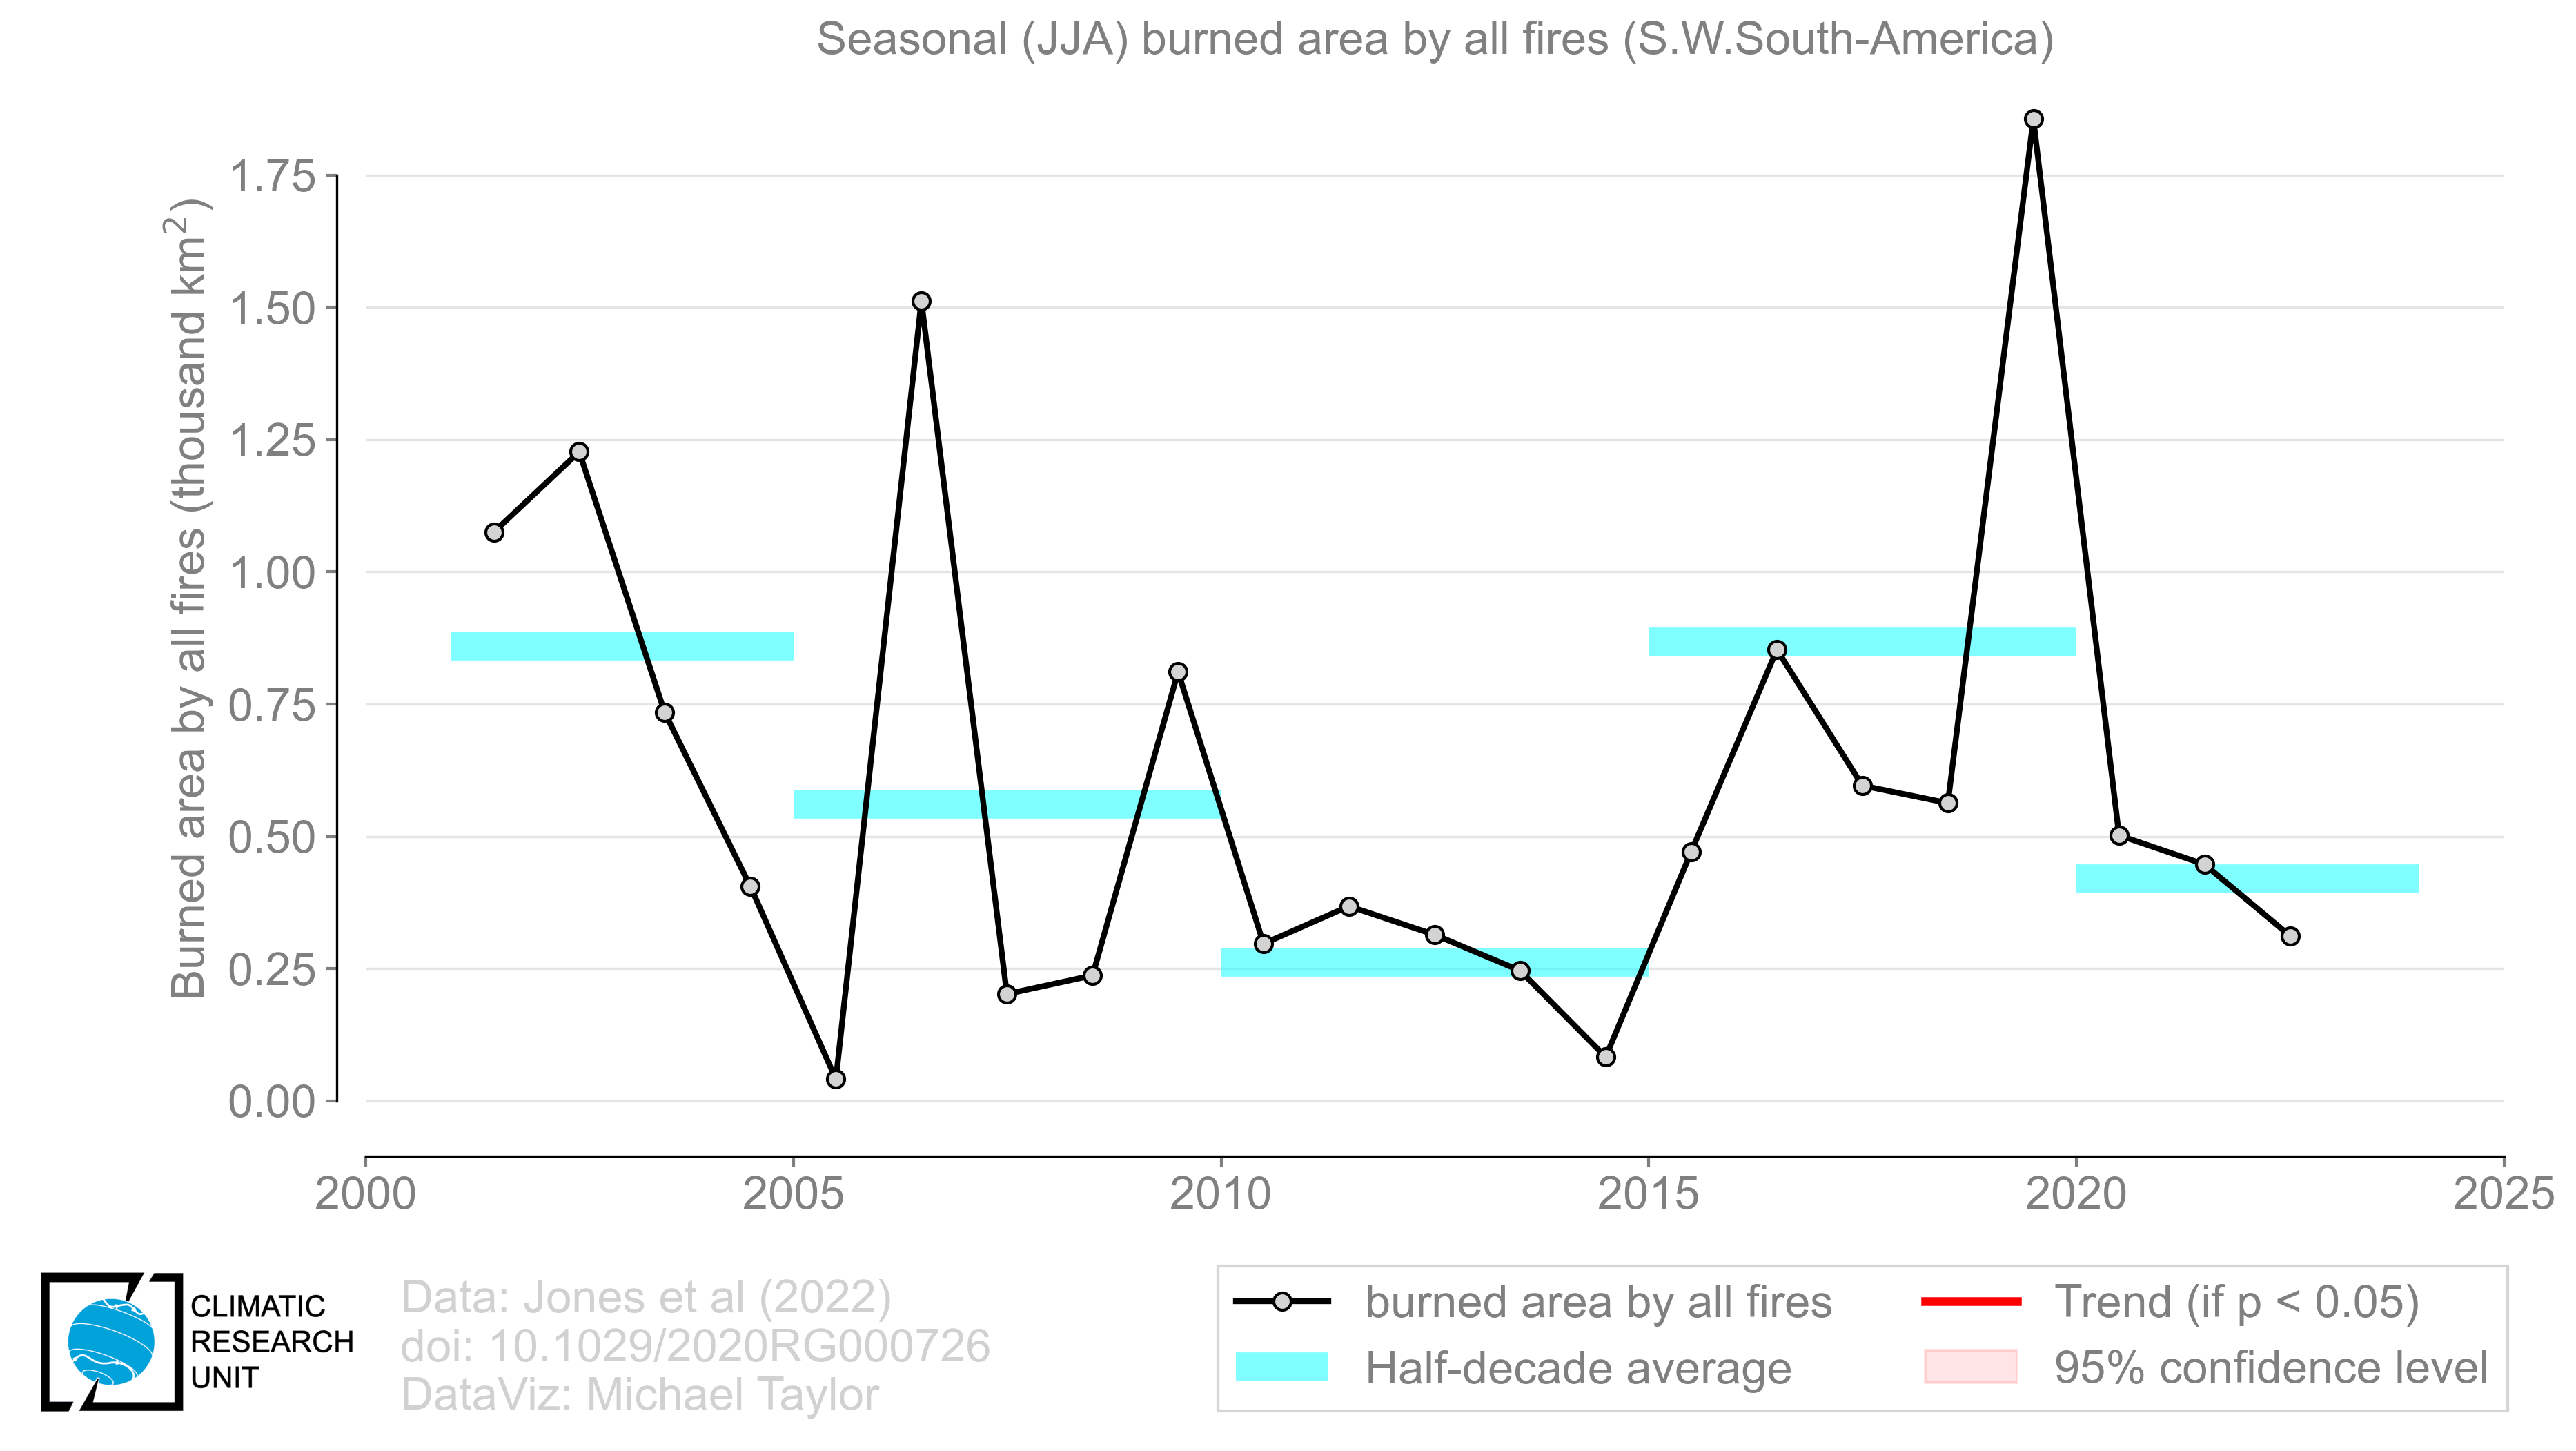 Seasonal (JJA) burned area by all fires (S.W.South-America)
Burned area by all fires (thousand km²)
1.75
1.50
1.25
1.00
0.75
0.50
0.25
0.00
2000 2005 2010 2015 2020 2025
CLIMATIC
RESEARCH
UNIT
Data: Jones et al (2022)
doi: 10.1029/2020RG000726
DataViz: Michael Taylor
burned area by all fires
Half-decade average
Trend (if p < 0.05)
95% confidence level